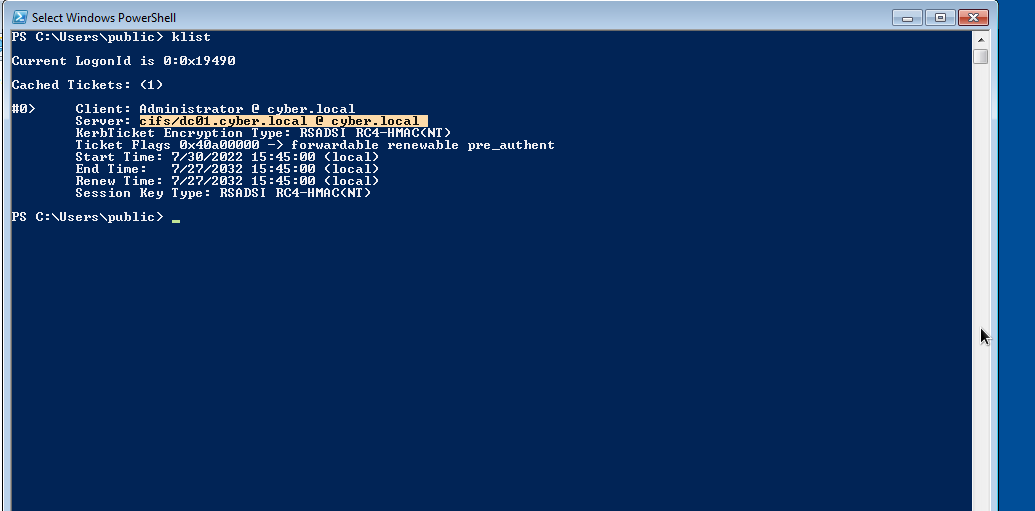 Select Windows PowerShell
PS C:\Users\public> klist
Current LogonId is 0:0x19490
Cached Tickets: (1)
#0> Client: Administrator @ cyber.local
Server: cifs/dc01.cyber.local @ cyber.local
KerbTicket Encryption Type: RSADSI RC4-HMAC(NT)
Ticket Flags 0x40a00000 -> forwardable renewable pre_authent
Start Time: 7/30/2022 15:45:00 (local)
End Time: 7/27/2032 15:45:00 (local)
Renew Time: 7/27/2032 15:45:00 (local)
Session Key Type: RSADSI RC4-HMAC(NT)
PS C:\Users\public> _